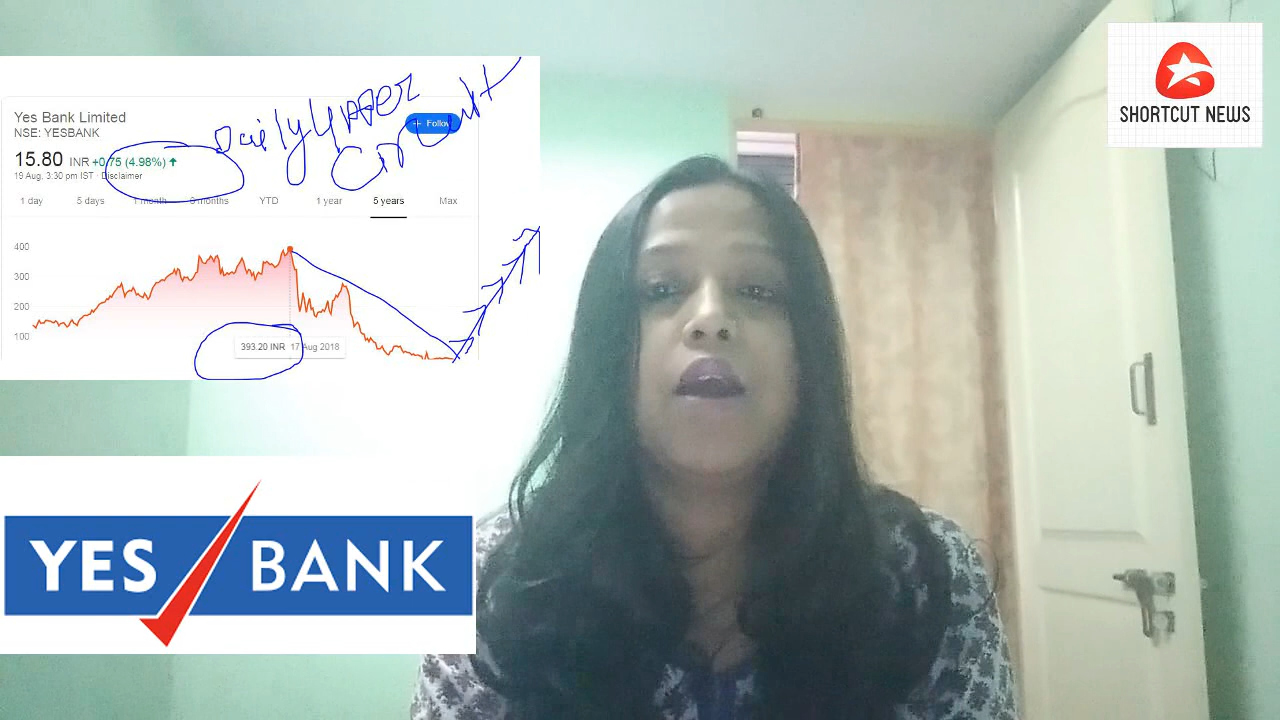 Yes Bank Limited
NSE: YESBANK
+ Follow
Daily Upper
Circuit
15.80 INR +0.75 (4.98%) ↑
19 Aug, 3:30 pm IST · Disclaimer
1 day 5 days 1 month 6 months YTD 1 year 5 years Max
400
300
200
100
393.20 INR 17 Aug 2018
YES BANK
SHORTCUT NEWS